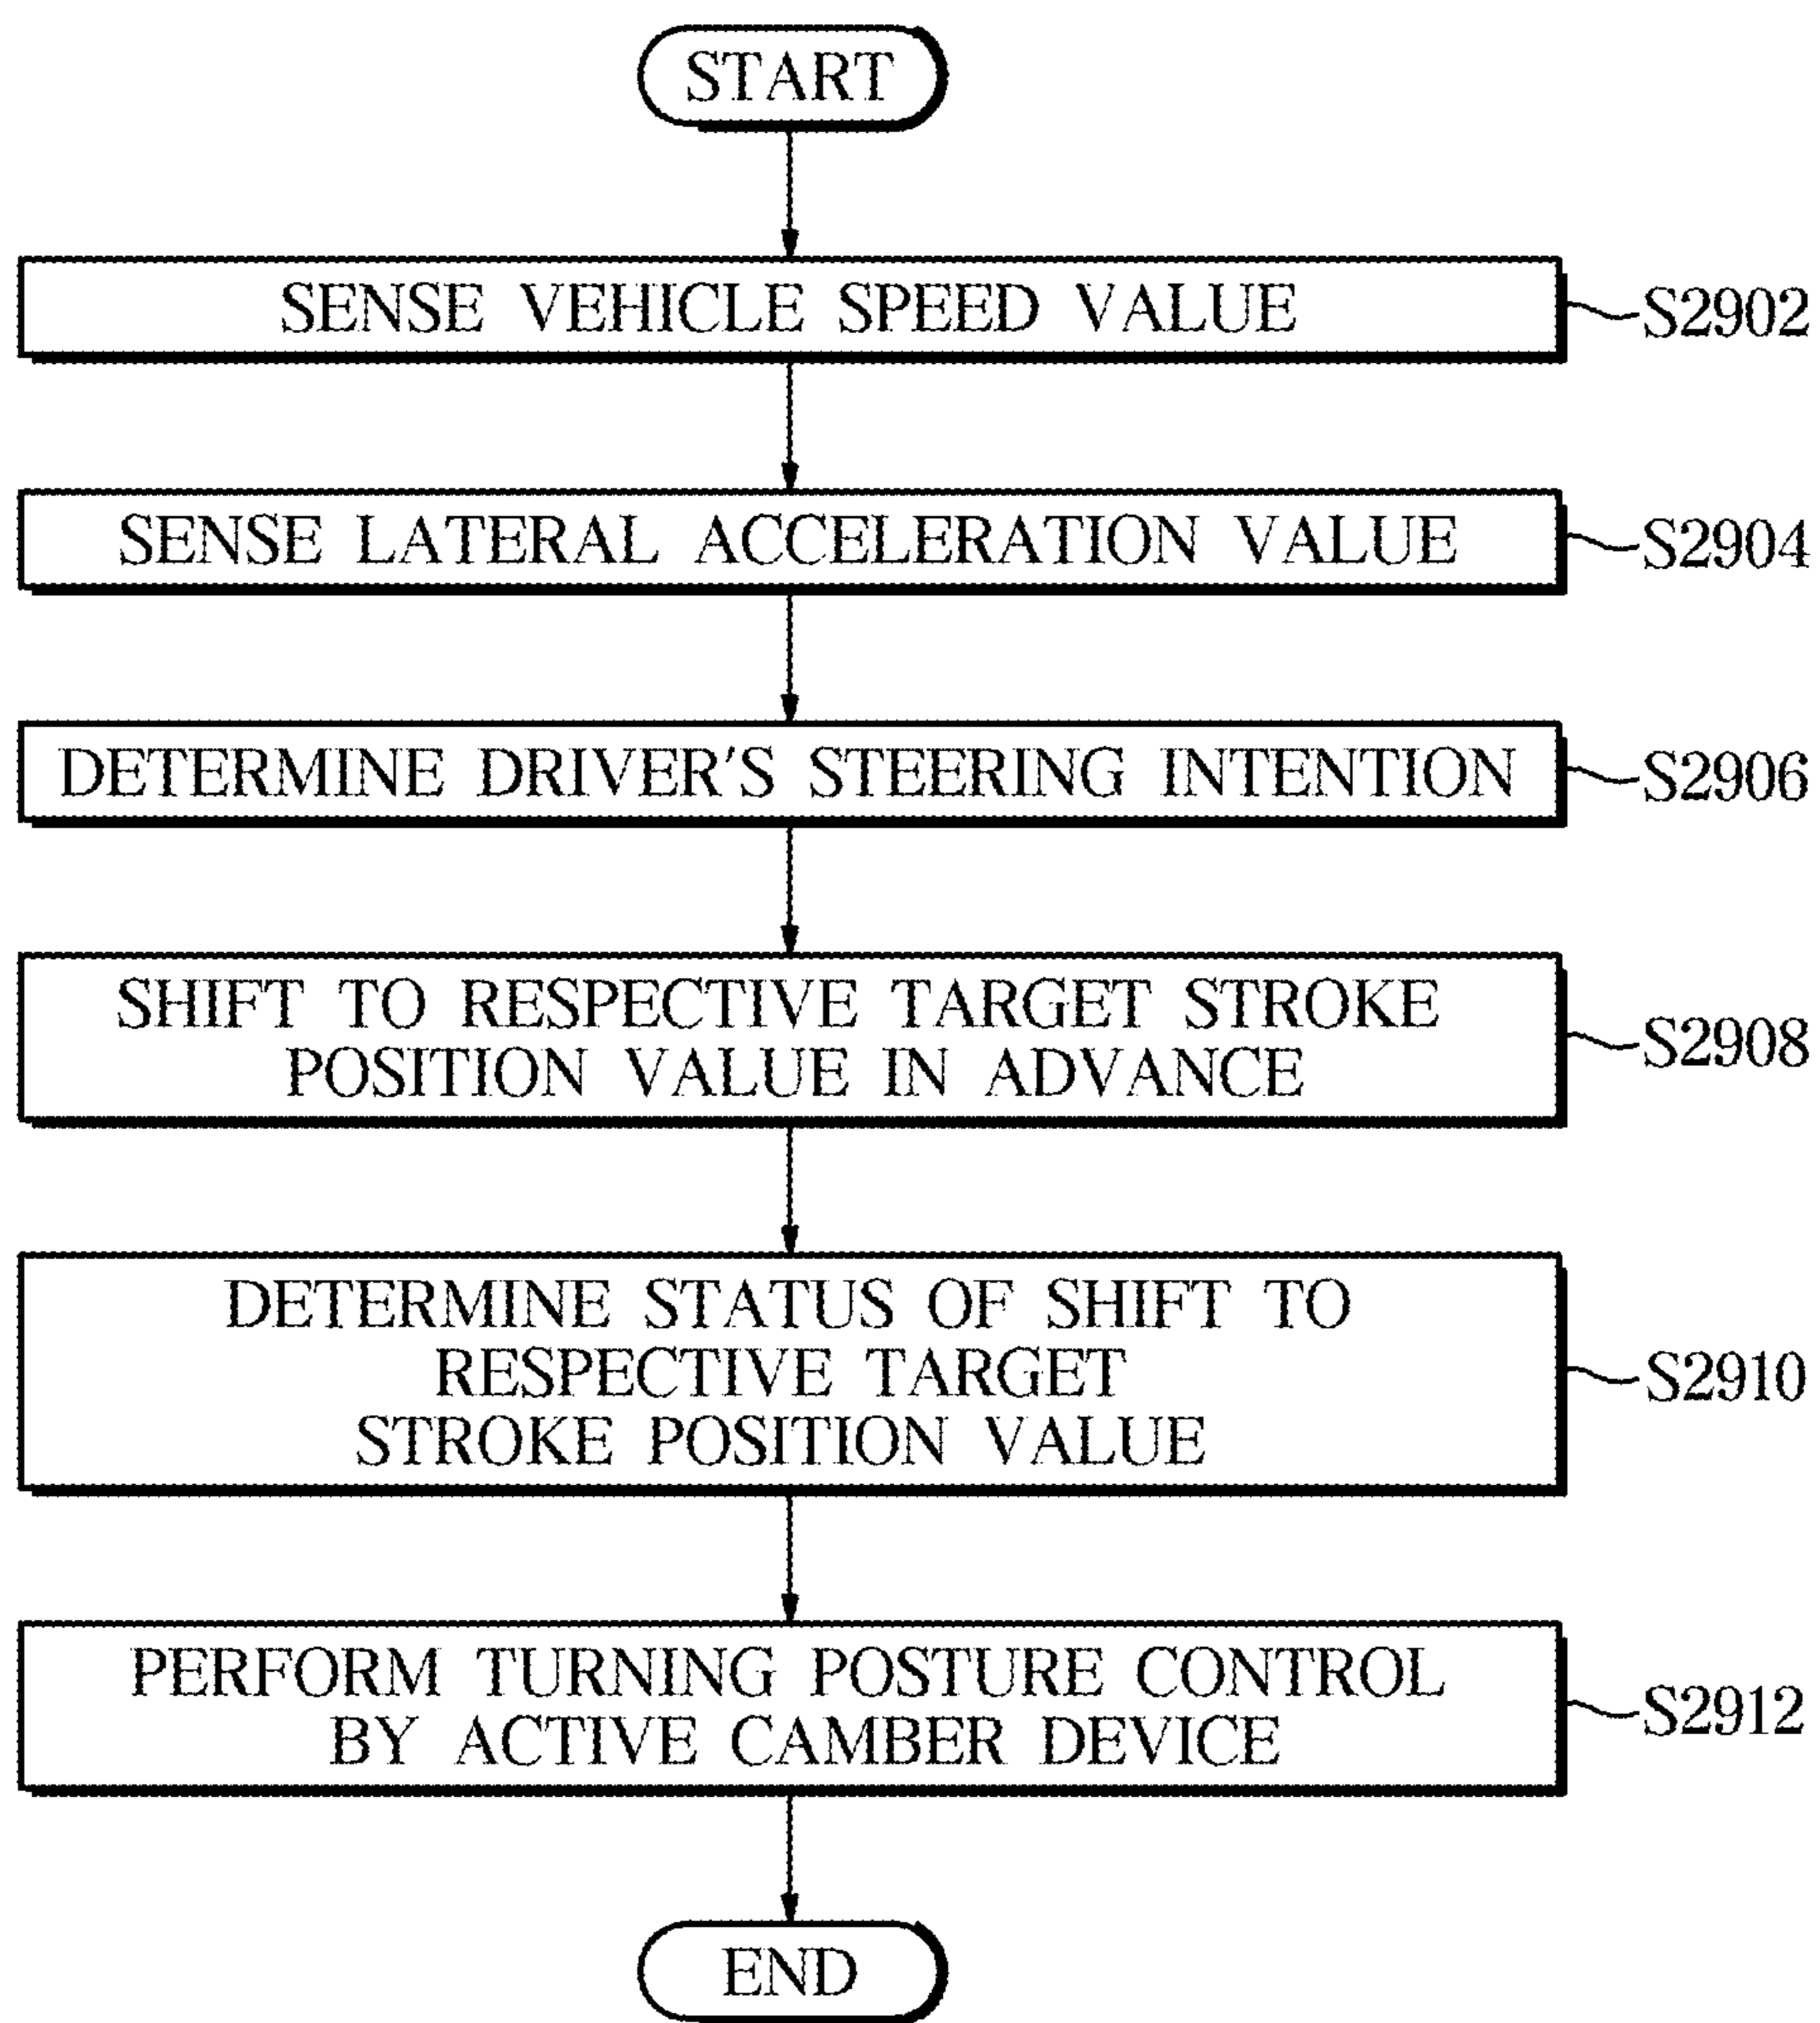 START
SENSE VEHICLE SPEED VALUE
S2902
SENSE LATERAL ACCELERATION VALUE
S2904
DETERMINE DRIVER'S STEERING INTENTION
S2906
SHIFT TO RESPECTIVE TARGET STROKE
POSITION VALUE IN ADVANCE
S2908
DETERMINE STATUS OF SHIFT TO
RESPECTIVE TARGET
STROKE POSITION VALUE
S2910
PERFORM TURNING POSTURE CONTROL
BY ACTIVE CAMBER DEVICE
S2912
END